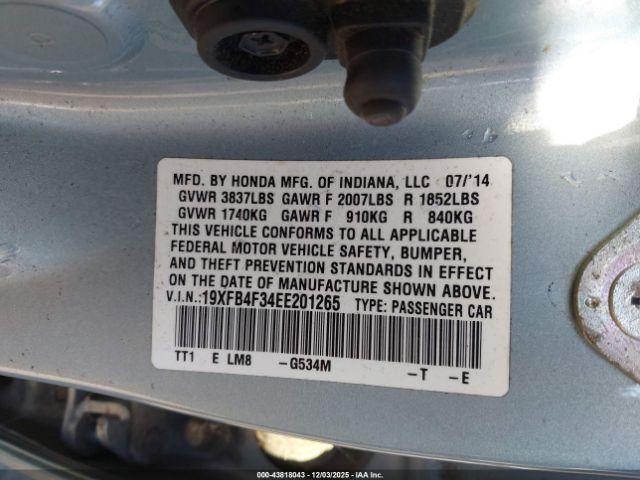 MFD. BY HONDA MFG. OF INDIANA, LLC 07/'14
GVWR 3837LBS GAWR F 2007LBS R 1852LBS
GVWR 1740KG GAWR F 910KG R 840KG
THIS VEHICLE CONFORMS TO ALL APPLICABLE
FEDERAL MOTOR VEHICLE SAFETY, BUMPER,
AND THEFT PREVENTION STANDARDS IN EFFECT
ON THE DATE OF MANUFACTURE SHOWN ABOVE.
V.I.N.:19XFB4F34EE201265 TYPE: PASSENGER CAR
TT1 E LM8 -G534M -T -E
000-43818043 - 12/03/2025 - IAAI.COM